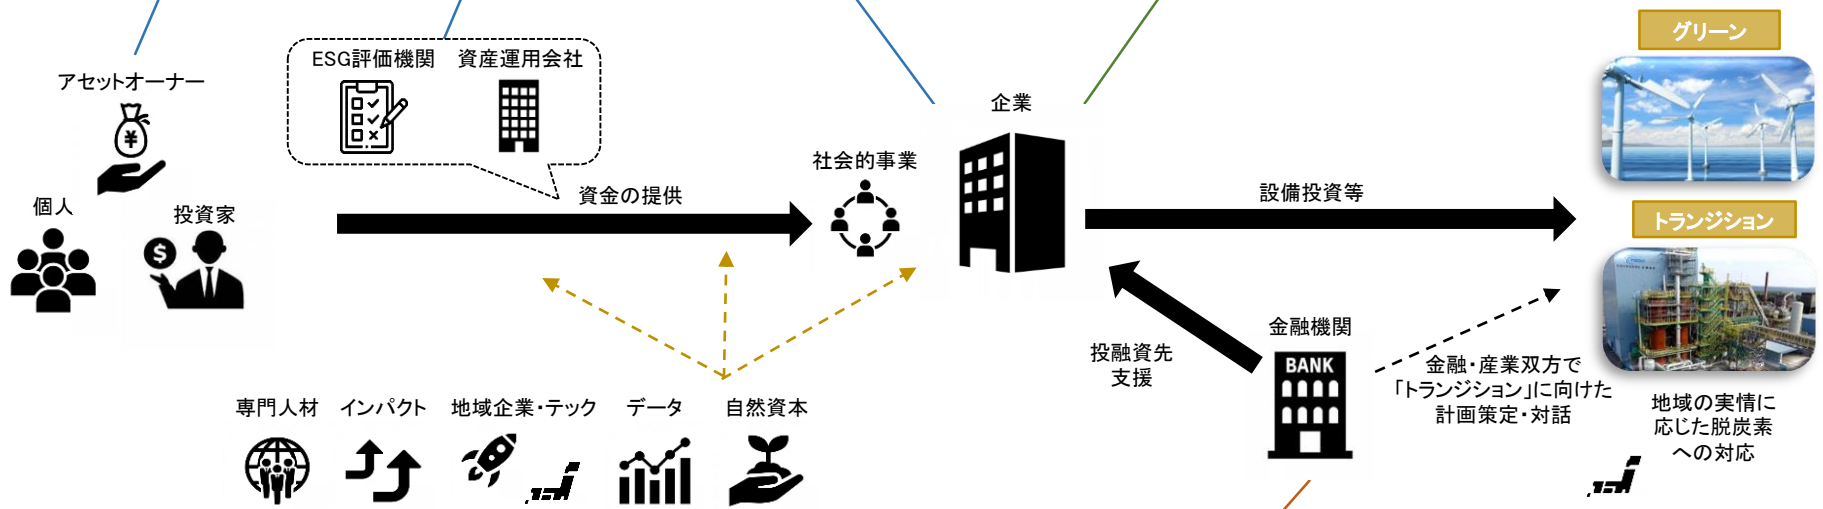 グリーン
ESG評価機関
資産運用会社
アセットオーナー
¥
企業
社会的事業
資金の提供
設備投資等
個人
投資家
$
トランジション
金融機関
BANK
投融資先
支援
金融・産業双方で
「トランジション」に向けた
計画策定・対話
地域の実情に
応じた脱炭素
への対応
専門人材
インパクト
地域企業・テック
データ
自然資本